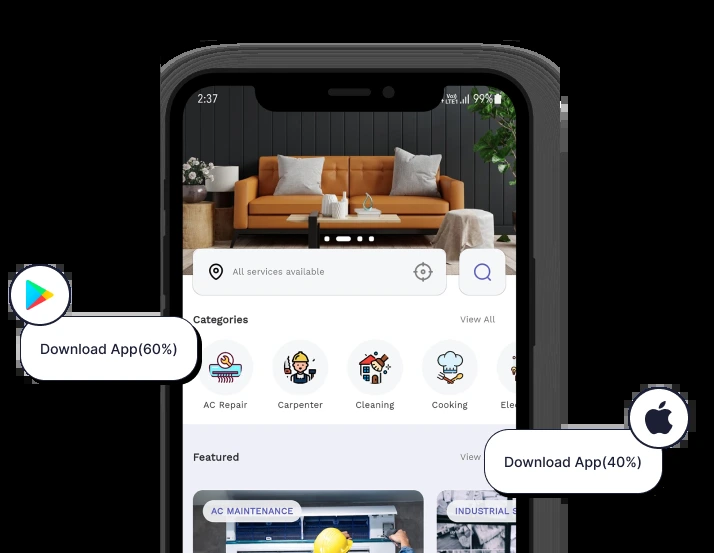 2:37
Vo)
LTE1
99%
All services available
Categories
View All
Download App(60%)
AC Repair
Carpenter
Cleaning
Cooking
Elec
Featured
View
Download App(40%)
AC MAINTENANCE
INDUSTRIAL S